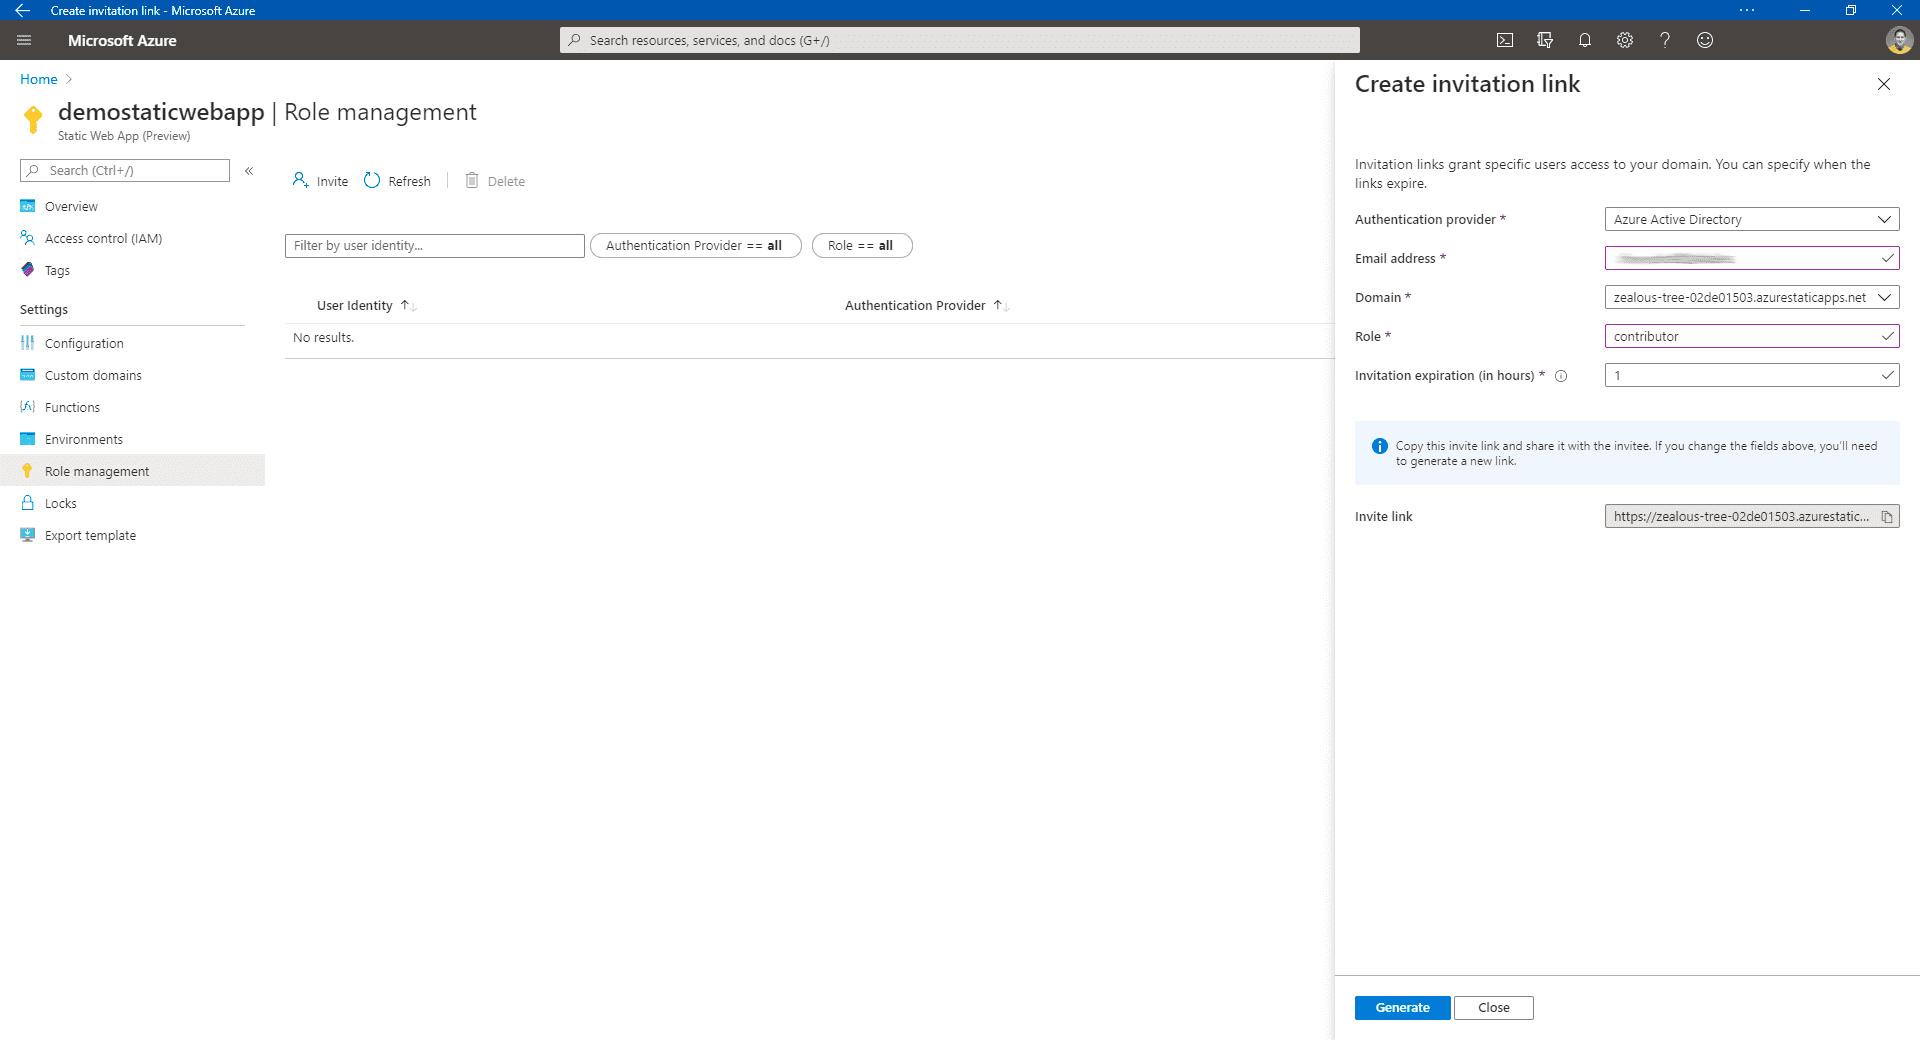 Create invitation link - Microsoft Azure
Microsoft Azure
Search resources, services, and docs (G+/)
Home
demostaticwebapp | Role management
Static Web App (Preview)
Search (Ctrl+/)
Overview
Access control (IAM)
Tags
Settings
Configuration
Custom domains
Functions
Environments
Role management
Locks
Export template
Invite
Refresh
Delete
Filter by user identity...
Authentication Provider == all
Role == all
User Identity
Authentication Provider
No results.
Create invitation link
Invitation links grant specific users access to your domain. You can specify when the
links expire.
Authentication provider *
Azure Active Directory
Email address *
Domain *
zealous-tree-02de01503.azurestaticapps.net
Role *
contributor
Invitation expiration (in hours) *
1
Copy this invite link and share it with the invitee. If you change the fields above, you'll need
to generate a new link.
Invite link
https://zealous-tree-02de01503.azurestatic...
Generate
Close